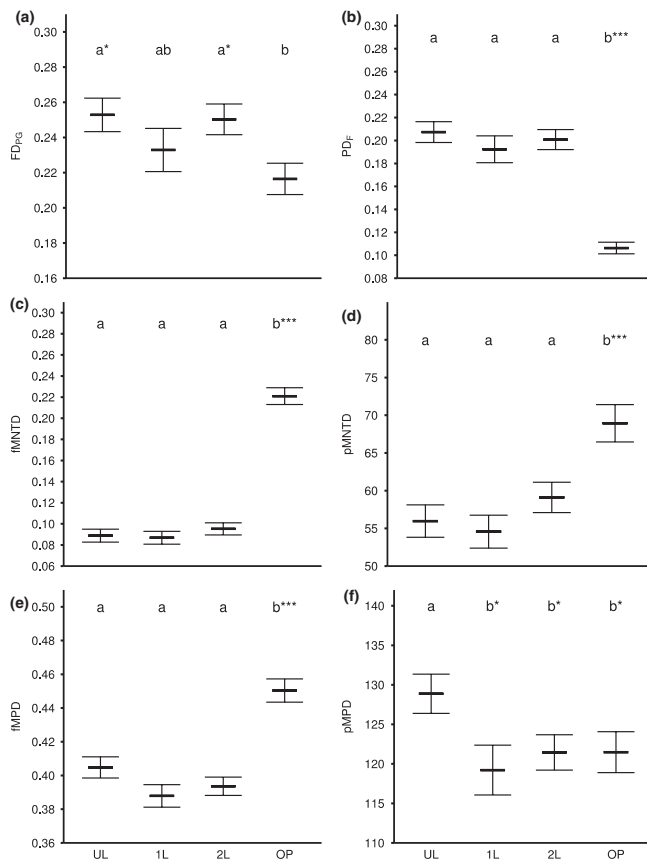 (a)
0.30
0.28
0.26
0.24
0.22
0.20
0.18
0.16
FD_PG
a* ab a* b
(b)
0.30
0.28
0.26
0.24
0.22
0.20
0.18
0.16
0.14
0.12
0.10
0.08
PD_F
a a a b***
(c)
0.30
0.28
0.26
0.24
0.22
0.20
0.18
0.16
0.14
0.12
0.10
0.08
0.06
fMNTD
a a a b***
(d)
80
75
70
65
60
55
50
pMNTD
a a a b***
(e)
0.50
0.48
0.46
0.44
0.42
0.40
0.38
0.36
fMPD
a a a b***
UL 1L 2L OP
(f)
140
135
130
125
120
115
110
pMPD
a b* b* b*
UL 1L 2L OP